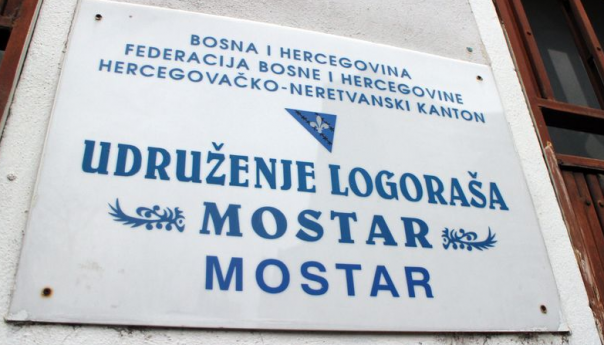 BOSNA I HERCEGOVINA
FEDERACIJA BOSNE I HERCEGOVINE
HERCEGOVAČKO-NERETVANSKI KANTON
UDRUŽENJE LOGORAŠA
MOSTAR
MOSTAR